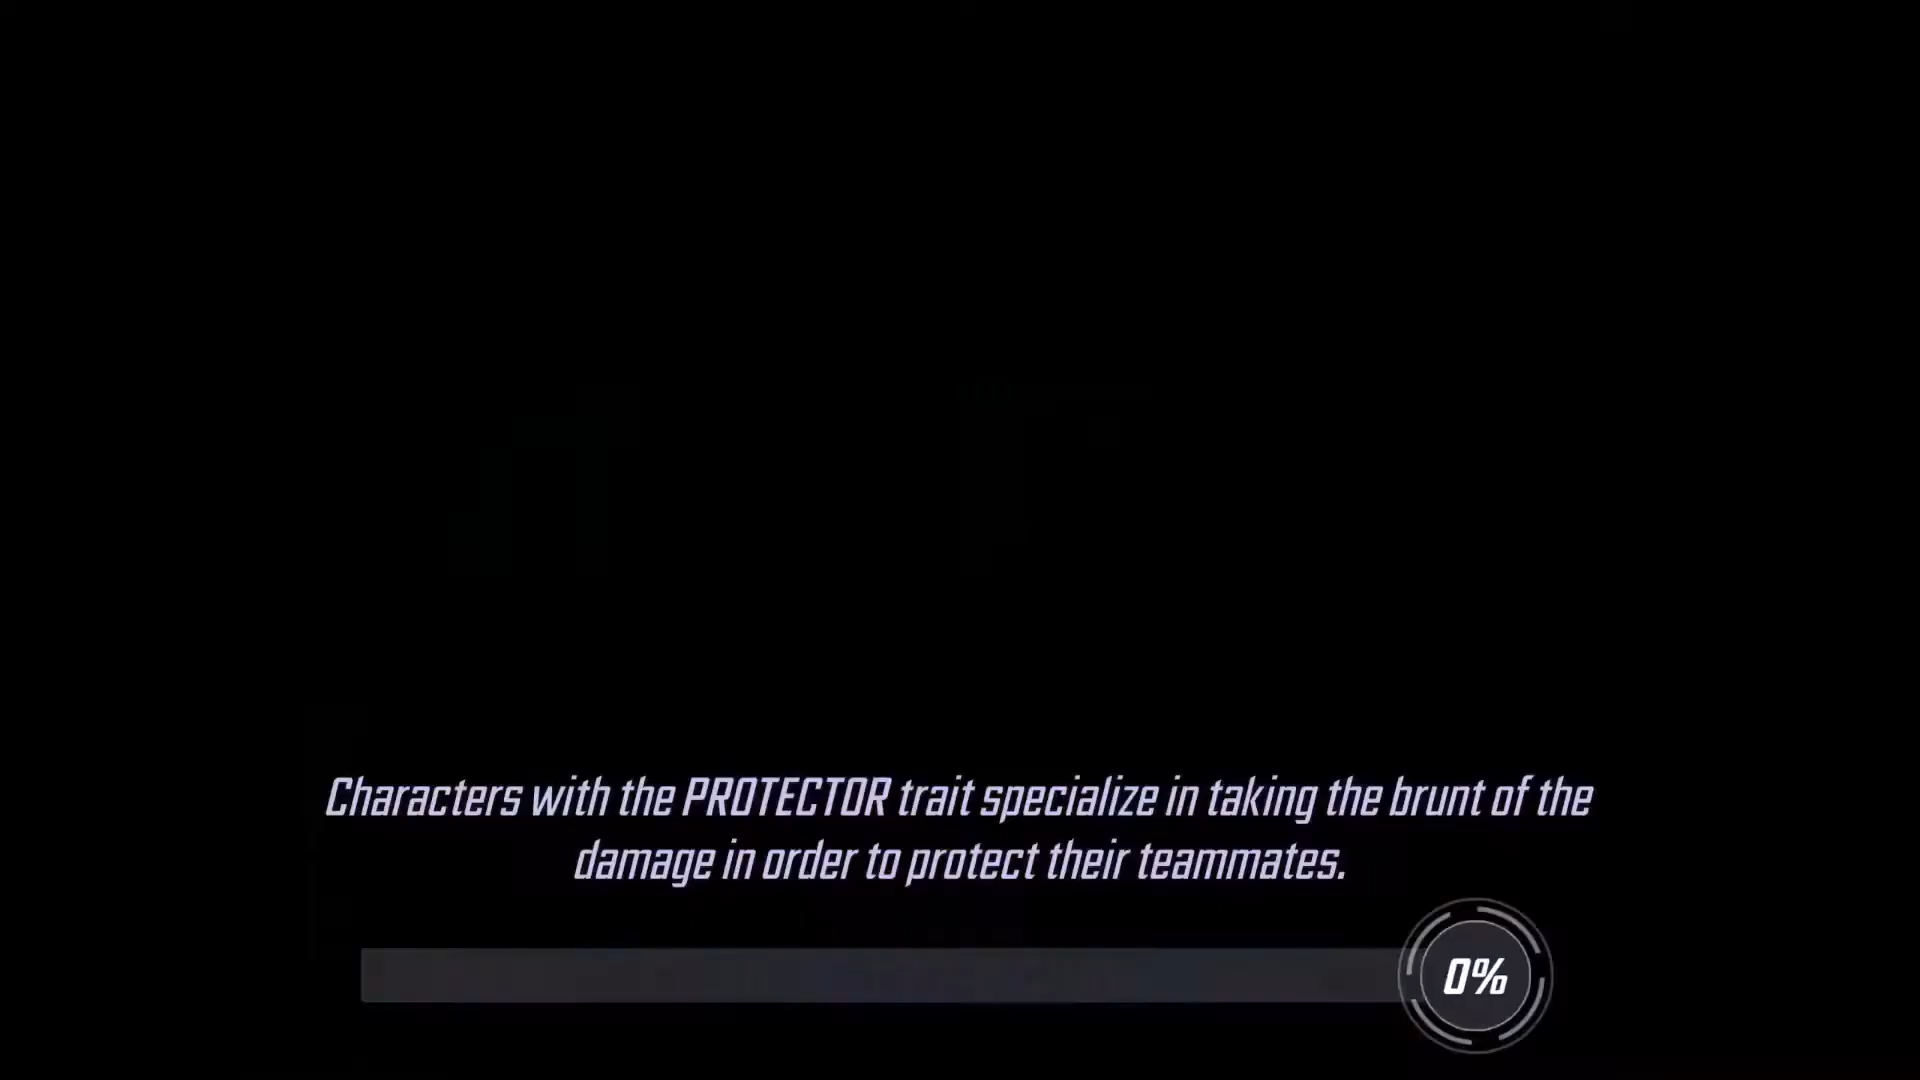 Characters with the PROTECTOR trait specialize in taking the brunt of the
damage in order to protect their teammates.
0%